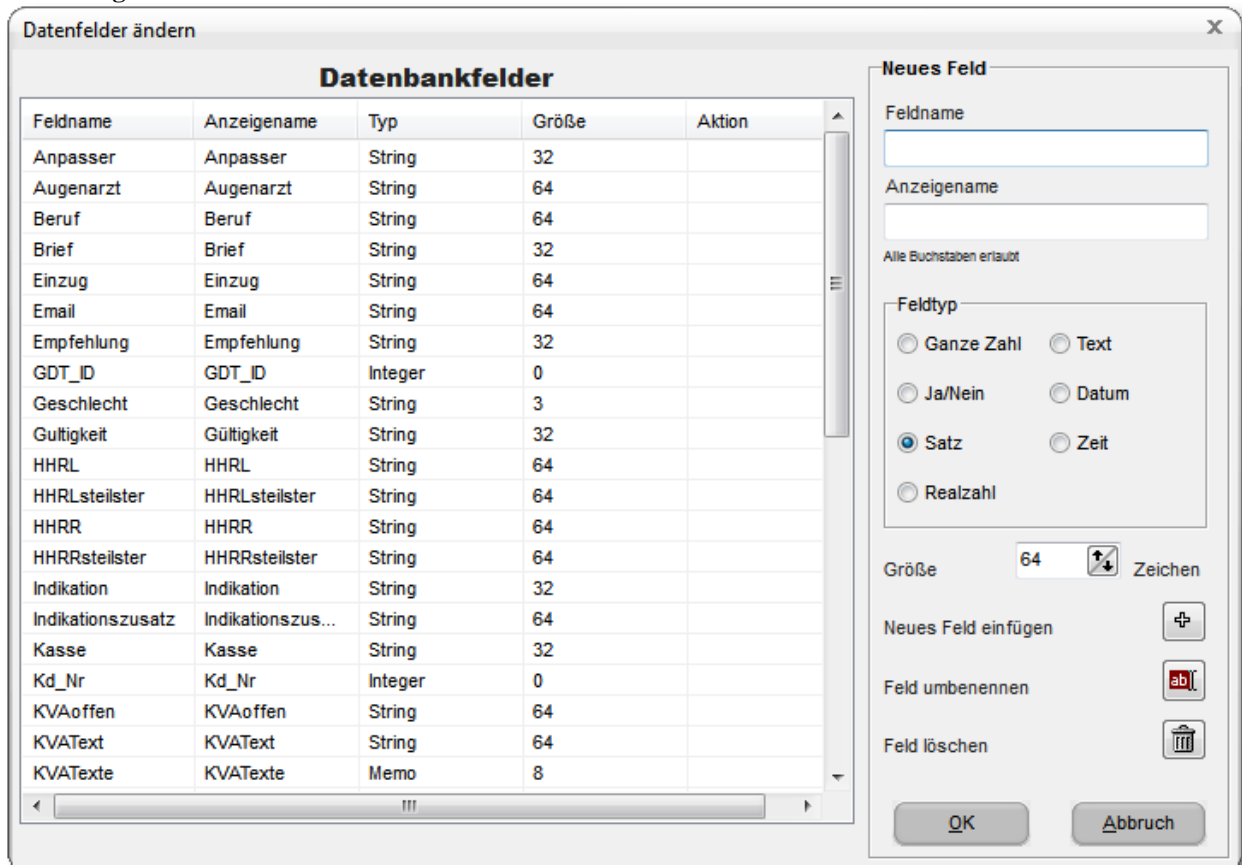 Datenfelder ändern
Datenbankfelder
Feldname Anzeigename Typ Größe Aktion
Anpasser Anpasser String 32
Augenarzt Augenarzt String 64
Beruf Beruf String 64
Brief Brief String 32
Einzug Einzug String 64
Email Email String 64
Empfehlung Empfehlung String 32
GDT_ID GDT_ID Integer 0
Geschlecht Geschlecht String 3
Gultigkeit Gültigkeit String 32
HHRL HHRL String 64
HHRLsteilster HHRLsteilster String 64
HHRR HHRR String 64
HHRRsteilster HHRRsteilster String 64
Indikation Indikation String 32
Indikationszusatz Indikationszus... String 64
Kasse Kasse String 32
Kd_Nr Kd_Nr Integer 0
KVAoffen KVAoffen String 64
KVAText KVAText String 64
KVATexte KVATexte Memo 8
Neues Feld
Feldname
Anzeigename
Alle Buchstaben erlaubt
Feldtyp
Ganze Zahl Text
Ja/Nein Datum
Satz Zeit
Realzahl
Größe 64 Zeichen
Neues Feld einfügen
Feld umbenennen ab
Feld löschen
OK Abbruch